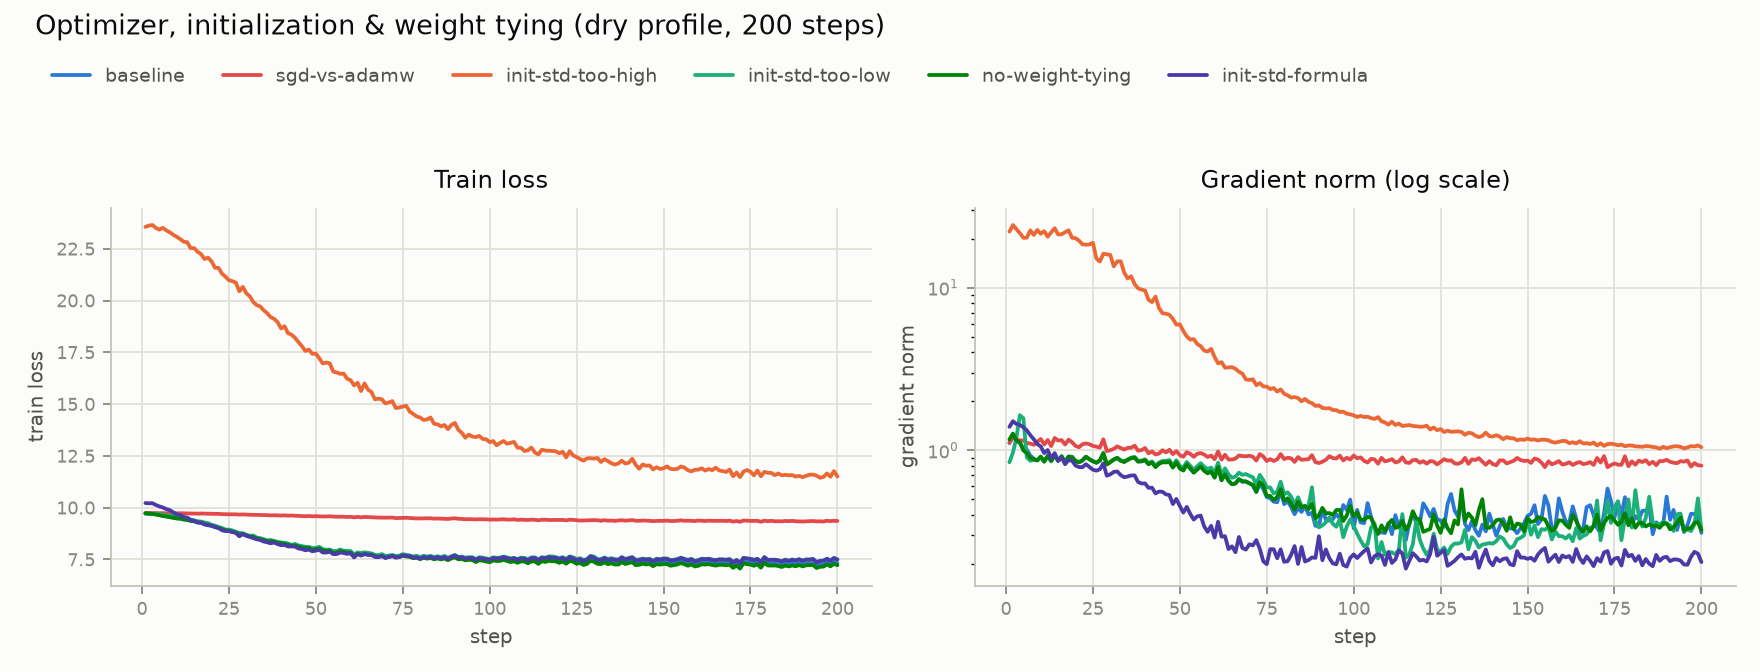 Optimizer, initialization & weight tying (dry profile, 200 steps)
baseline sgd-vs-adamw init-std-too-high init-std-too-low no-weight-tying init-std-formula
Train loss
train loss
22.5
20.0
17.5
15.0
12.5
10.0
7.5
0 25 50 75 100 125 150 175 200
step
Gradient norm (log scale)
gradient norm
10¹
10⁰
0 25 50 75 100 125 150 175 200
step